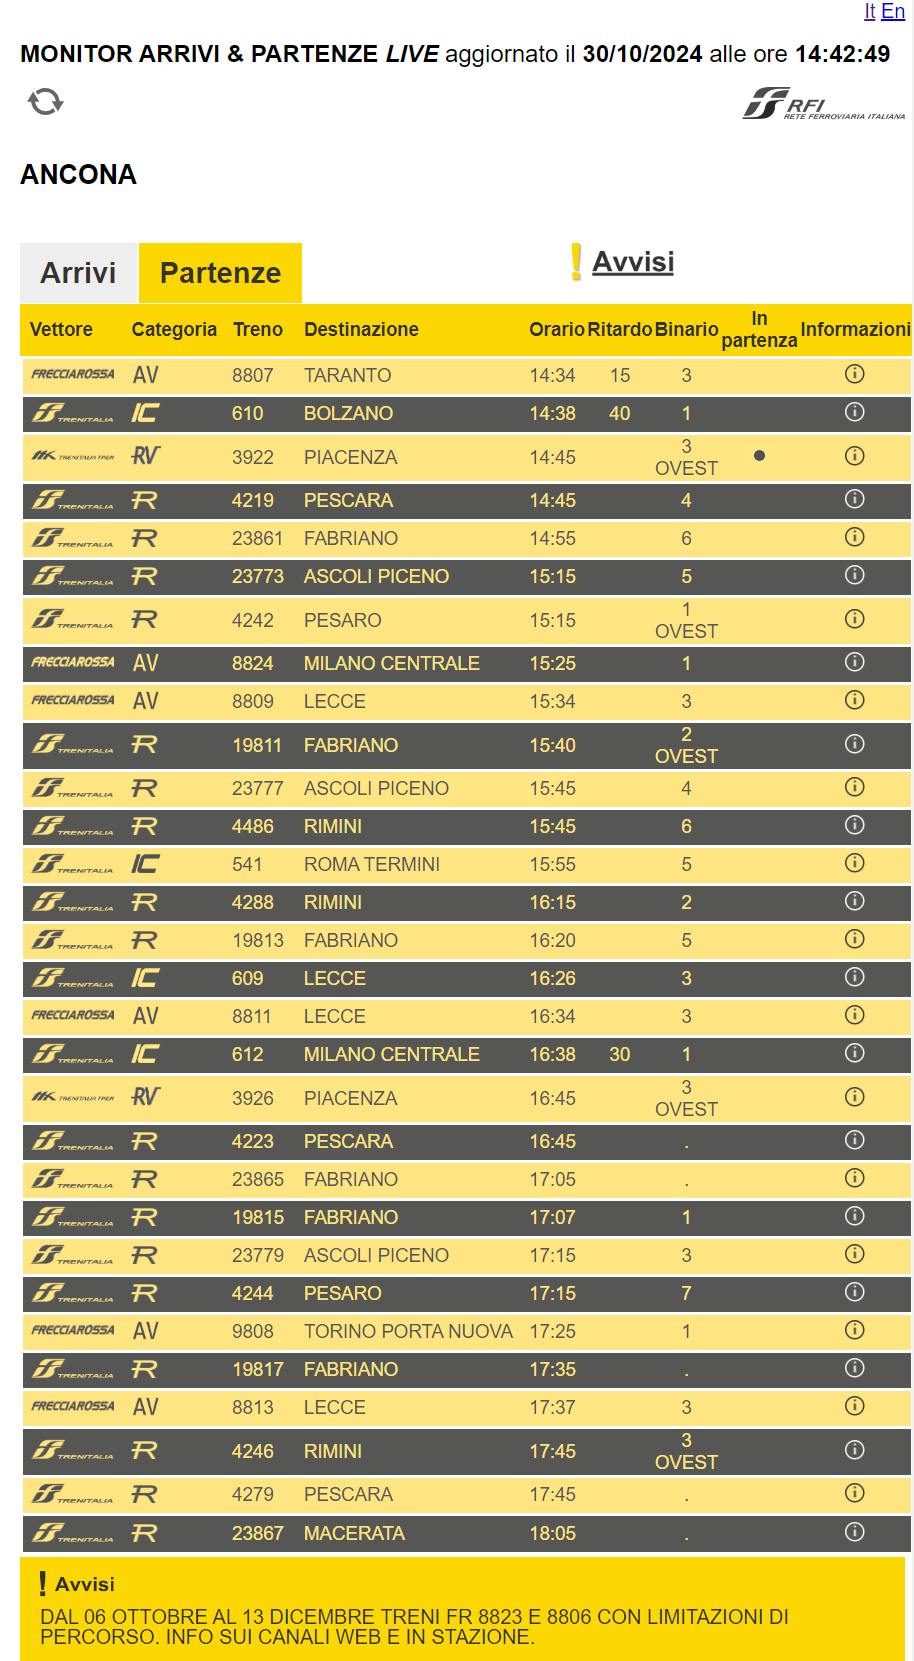 It En
MONITOR ARRIVI & PARTENZE LIVE aggiornato il 30/10/2024 alle ore 14:42:49
RFI
RETE FERROVIARIA ITALIANA
ANCONA
Arrivi Partenze ! Avvisi
Vettore Categoria Treno Destinazione Orario Ritardo Binario In partenza Informazioni
FRECCIAROSSA AV 8807 TARANTO 14:34 15 3
TRENITALIA IC 610 BOLZANO 14:38 40 1
TRENITALIA TPER RV 3922 PIACENZA 14:45 3 OVEST
TRENITALIA R 4219 PESCARA 14:45 4
TRENITALIA R 23861 FABRIANO 14:55 6
TRENITALIA R 23773 ASCOLI PICENO 15:15 5
TRENITALIA R 4242 PESARO 15:15 1 OVEST
FRECCIAROSSA AV 8824 MILANO CENTRALE 15:25 1
FRECCIAROSSA AV 8809 LECCE 15:34 3
TRENITALIA R 19811 FABRIANO 15:40 2 OVEST
TRENITALIA R 23777 ASCOLI PICENO 15:45 4
TRENITALIA R 4486 RIMINI 15:45 6
TRENITALIA IC 541 ROMA TERMINI 15:55 5
TRENITALIA R 4288 RIMINI 16:15 2
TRENITALIA R 19813 FABRIANO 16:20 5
TRENITALIA IC 609 LECCE 16:26 3
FRECCIAROSSA AV 8811 LECCE 16:34 3
TRENITALIA IC 612 MILANO CENTRALE 16:38 30 1
TRENITALIA TPER RV 3926 PIACENZA 16:45 3 OVEST
TRENITALIA R 4223 PESCARA 16:45 .
TRENITALIA R 23865 FABRIANO 17:05 .
TRENITALIA R 19815 FABRIANO 17:07 1
TRENITALIA R 23779 ASCOLI PICENO 17:15 3
TRENITALIA R 4244 PESARO 17:15 7
FRECCIAROSSA AV 9808 TORINO PORTA NUOVA 17:25 1
TRENITALIA R 19817 FABRIANO 17:35 .
FRECCIAROSSA AV 8813 LECCE 17:37 3
TRENITALIA R 4246 RIMINI 17:45 3 OVEST
TRENITALIA R 4279 PESCARA 17:45 .
TRENITALIA R 23867 MACERATA 18:05 .
! Avvisi
DAL 06 OTTOBRE AL 13 DICEMBRE TRENI FR 8823 E 8806 CON LIMITAZIONI DI
PERCORSO. INFO SUI CANALI WEB E IN STAZIONE.